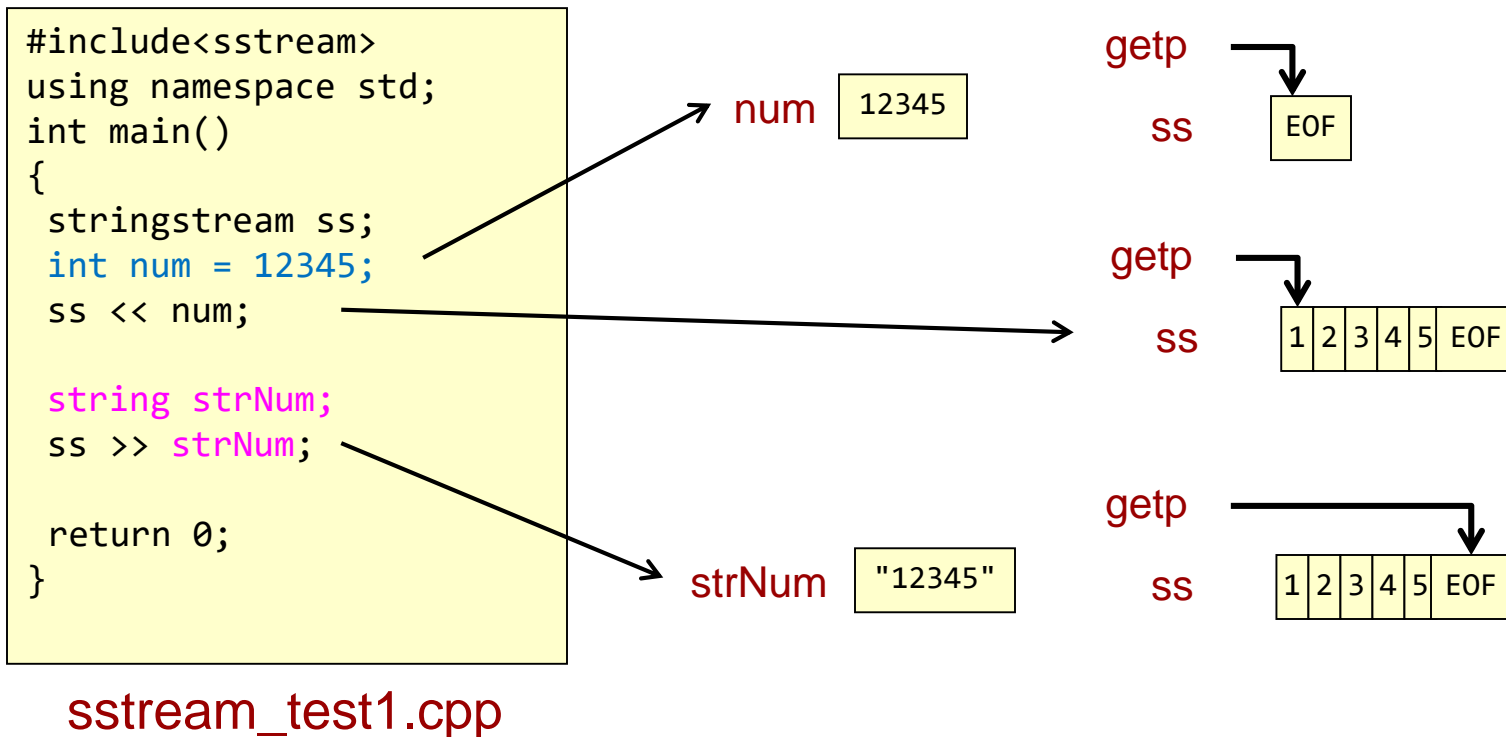 #include<sstream>
using namespace std;
int main()
{
stringstream ss;
int num = 12345;
ss << num;
string strNum;
ss >> strNum;
return 0;
}
sstream_test1.cpp
num 12345
strNum "12345"
getp
ss EOF
getp
ss 1 2 3 4 5 EOF
getp
ss 1 2 3 4 5 EOF